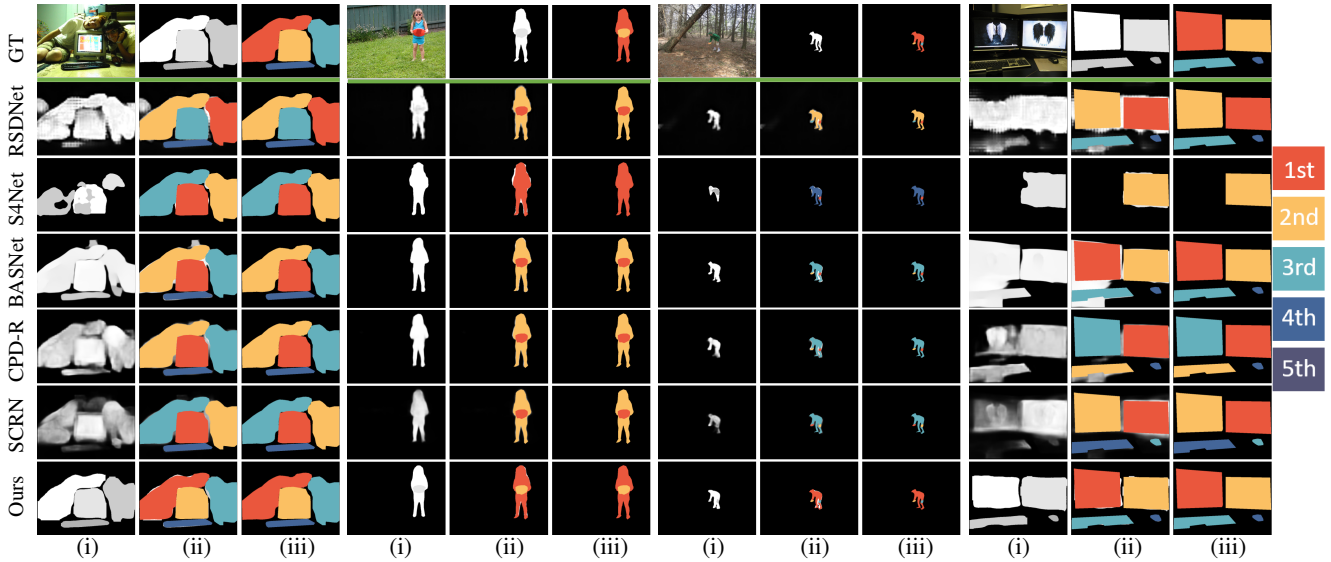 GT
RSDNet
S4Net
BASNet
CPD-R
SCRN
Ours
1st
2nd
3rd
4th
5th
(i) (ii) (iii) (i) (ii) (iii) (i) (ii) (iii) (i) (ii) (iii)